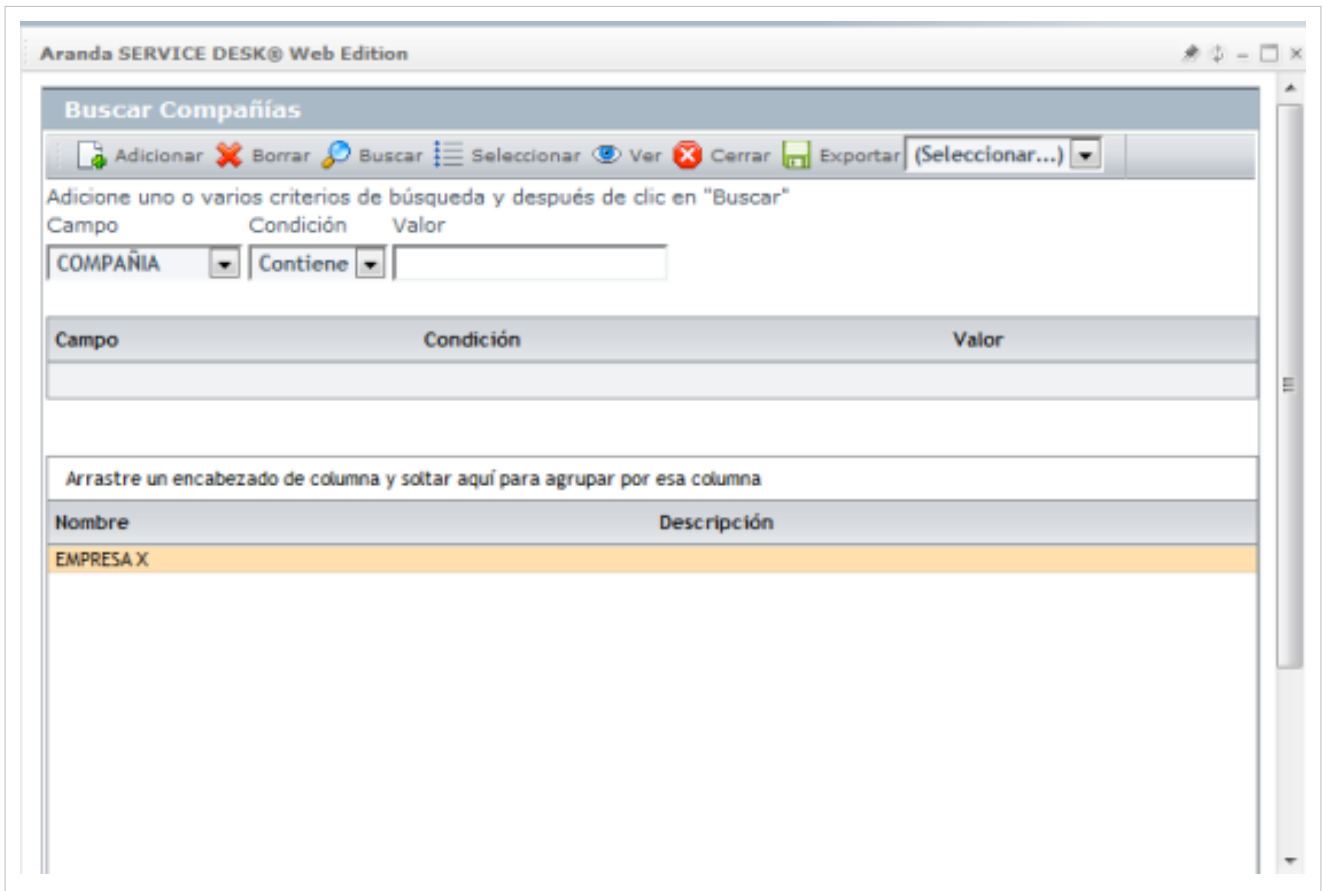 Aranda SERVICE DESK® Web Edition
Buscar Compañías
Adicionar Borrar Buscar Seleccionar Ver Cerrar Exportar (Seleccionar...)
Adicione uno o varios criterios de búsqueda y después de clic en "Buscar"
Campo Condición Valor
COMPAÑIA Contiene
Campo Condición Valor
Arrastre un encabezado de columna y soltar aquí para agrupar por esa columna
Nombre Descripción
EMPRESA X